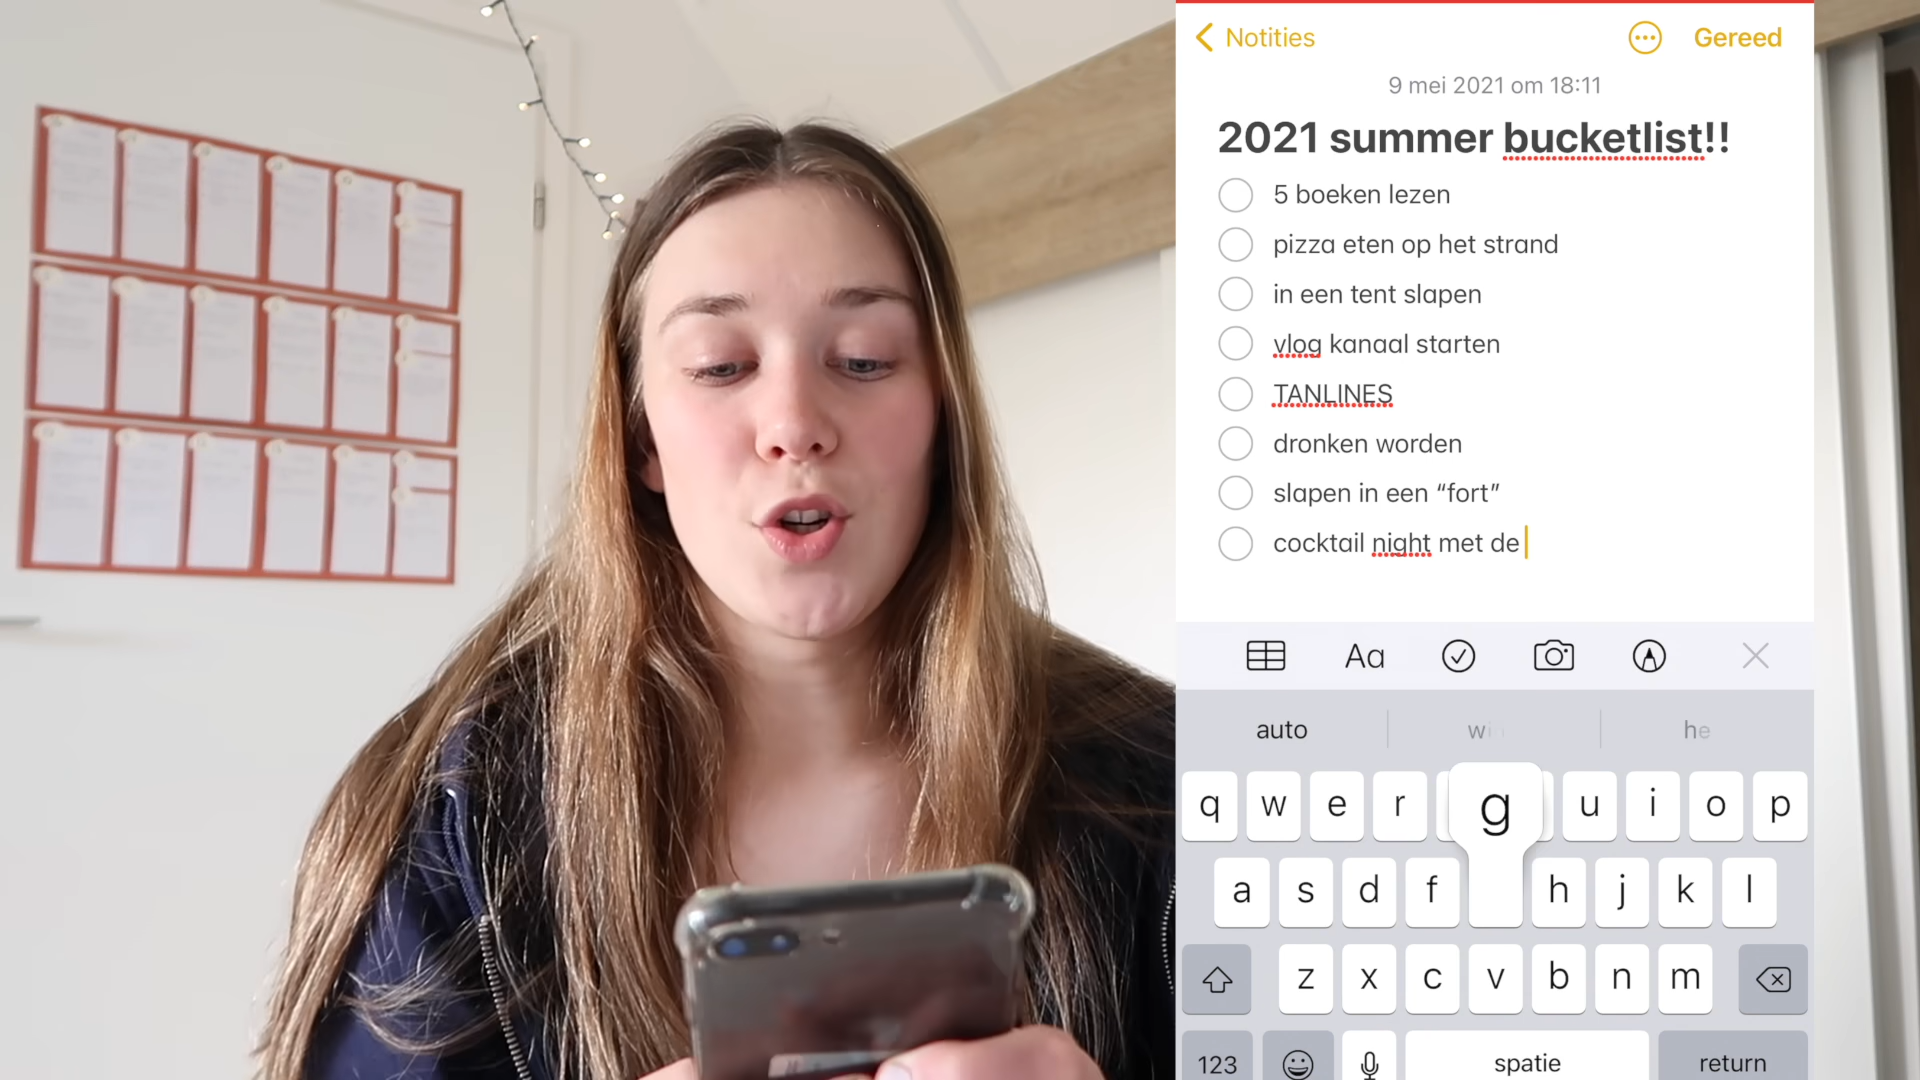 Notities
Gereed
9 mei 2021 om 18:11
2021 summer bucketlist!!
5 boeken lezen
pizza eten op het strand
in een tent slapen
vlog kanaal starten
TANLINES
dronken worden
slapen in een “fort”
cocktail night met de
Aa
auto
he
q w e r g u i o p
a s d f h j k l
z x c v b n m
123 spatie return